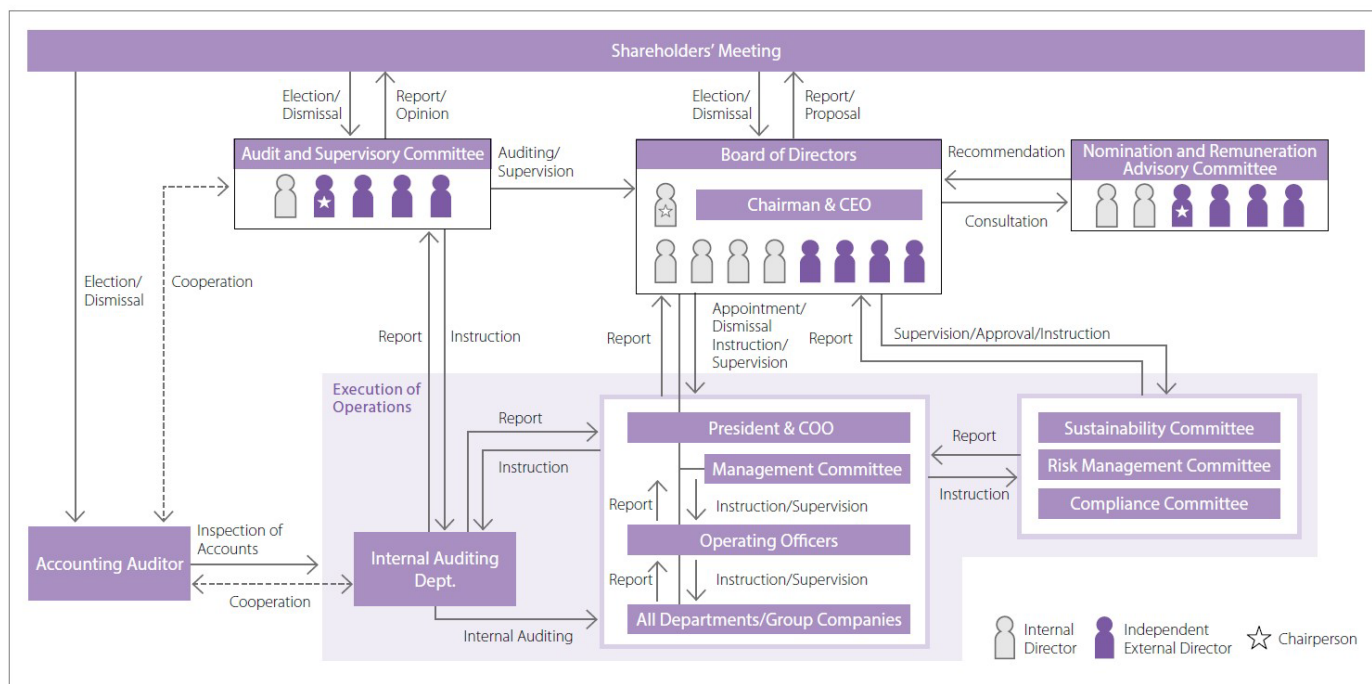 Shareholders' Meeting
Election/
Dismissal
Report/
Opinion
Election/
Dismissal
Report/
Proposal
Audit and Supervisory Committee
Auditing/
Supervision
Board of Directors
Chairman & CEO
Recommendation
Consultation
Nomination and Remuneration
Advisory Committee
Election/
Dismissal
Cooperation
Report
Instruction
Report
Appointment/
Dismissal
Instruction/
Supervision
Report
Supervision/Approval/Instruction
Execution of
Operations
Report
Instruction
President & COO
Management Committee
Report
Instruction/Supervision
Operating Officers
Report
Instruction/Supervision
All Departments/Group Companies
Report
Instruction
Sustainability Committee
Risk Management Committee
Compliance Committee
Accounting Auditor
Inspection of
Accounts
Cooperation
Internal Auditing
Dept.
Internal Auditing
Internal
Director
Independent
External Director
Chairperson